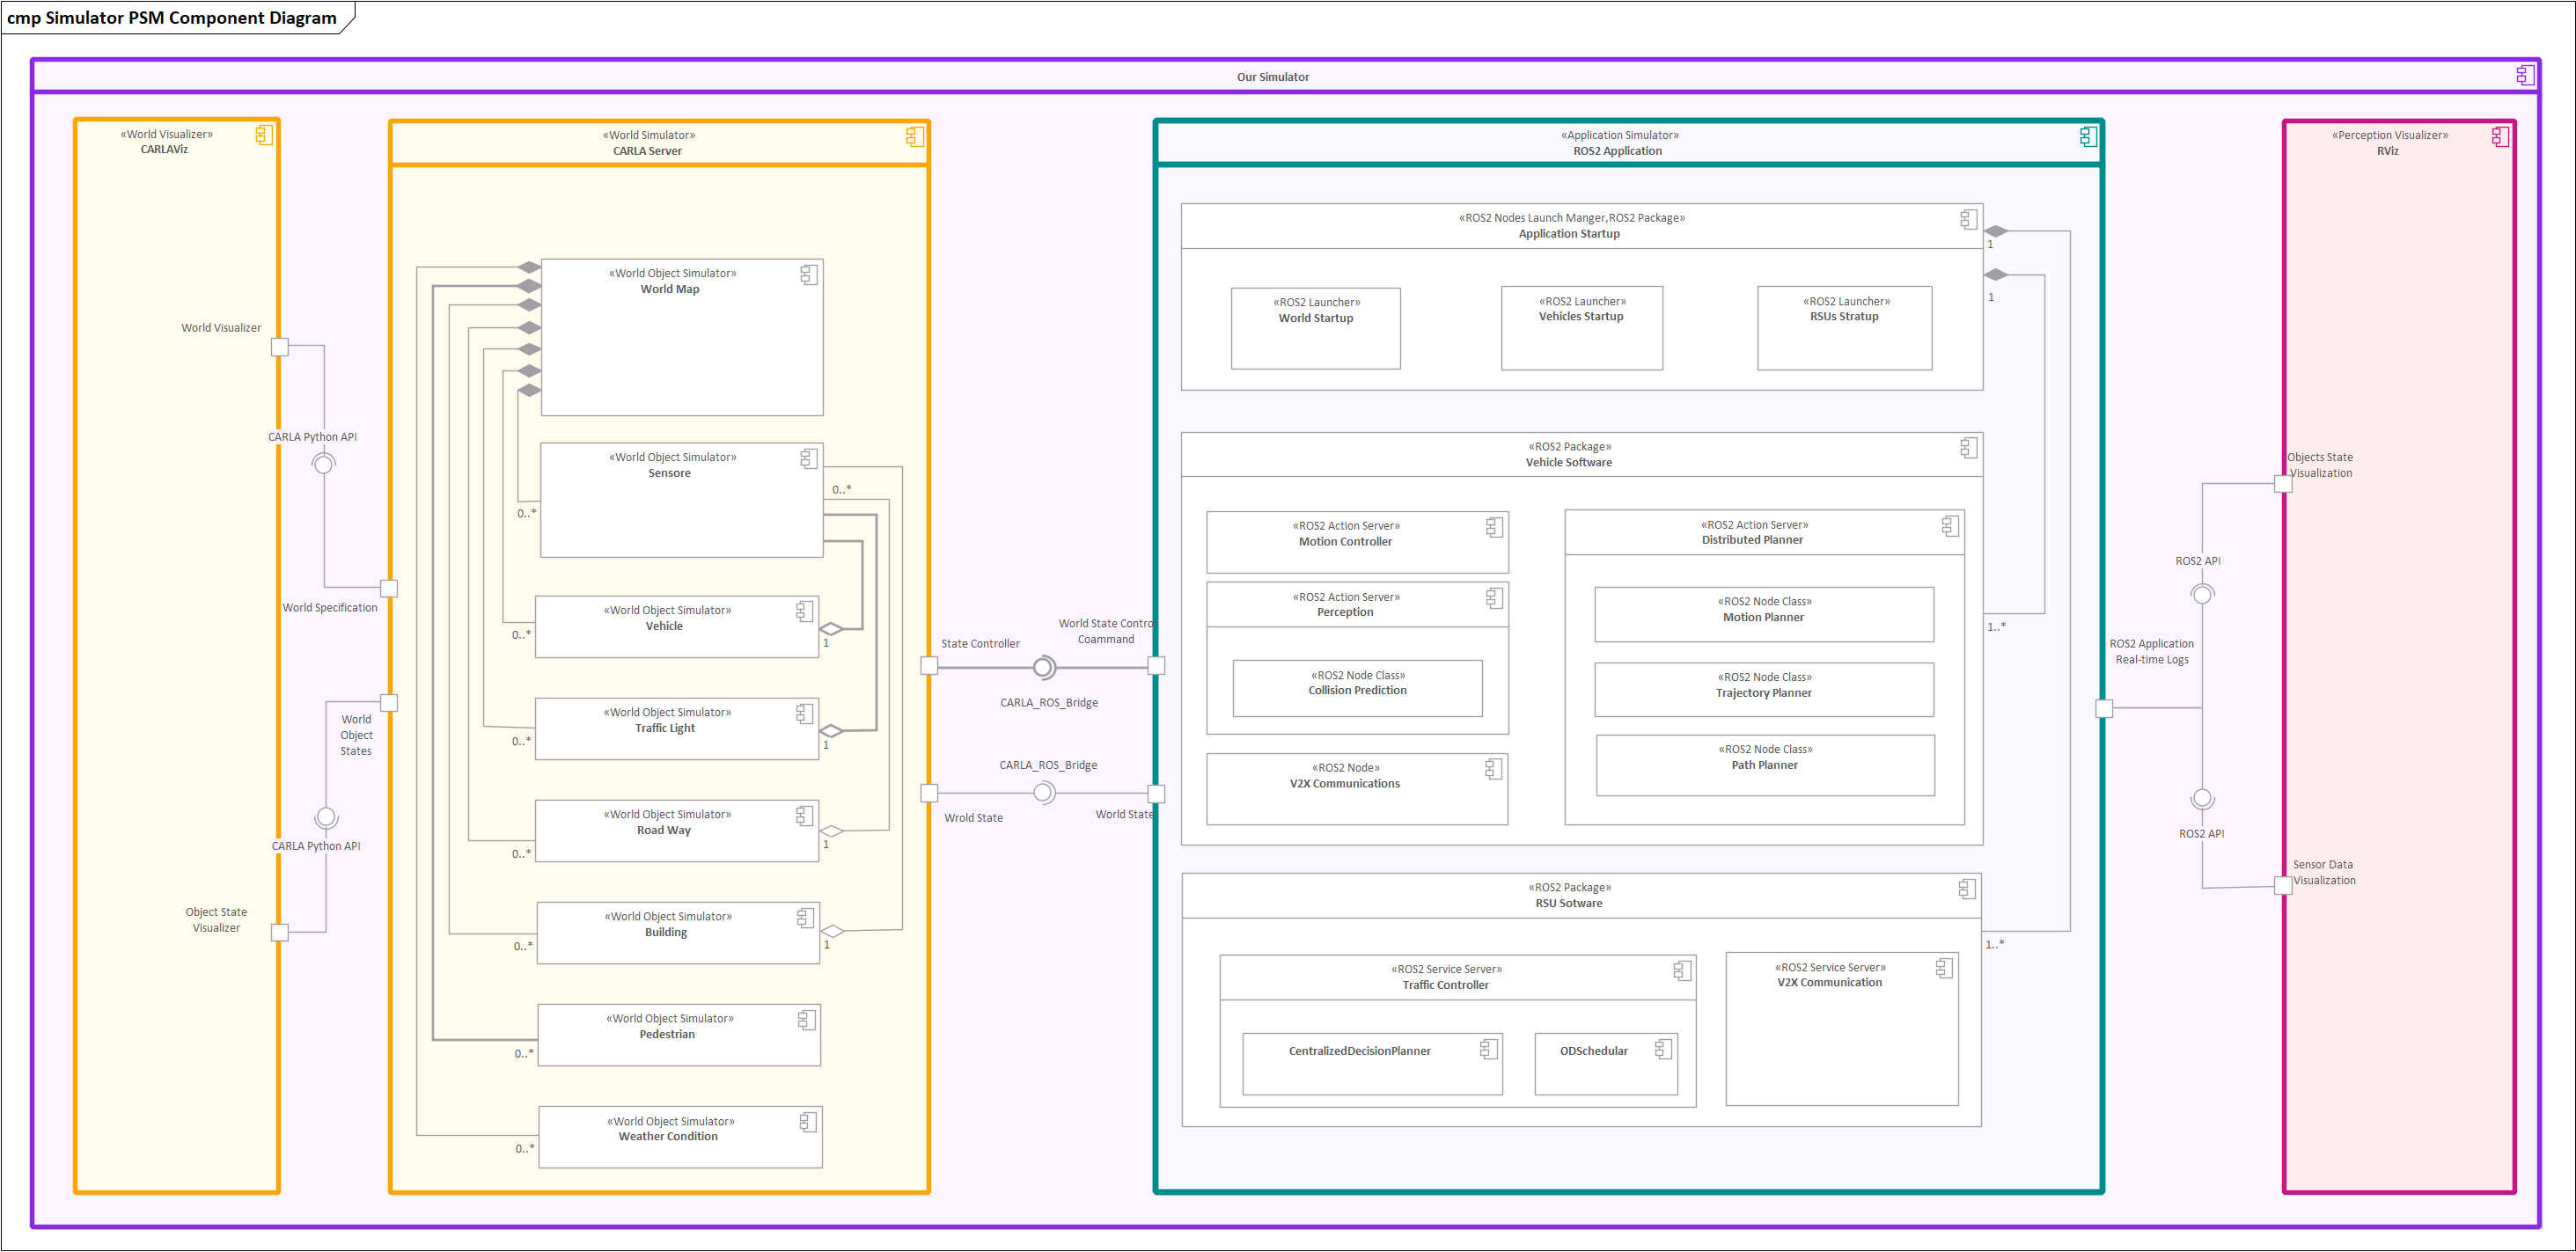 cmp Simulator PSM Component Diagram
Our Simulator
«World Visualizer»
CARLAViz
World Visualizer
CARLA Python API
World Specification
World
Object
States
CARLA Python API
Object State
Visualizer
«World Simulator»
CARLA Server
«World Object Simulator»
World Map
«World Object Simulator»
Sensore
0..*
0..*
«World Object Simulator»
Vehicle
0..*
1
«World Object Simulator»
Traffic Light
0..*
1
«World Object Simulator»
Road Way
0..*
1
«World Object Simulator»
Building
0..*
1
«World Object Simulator»
Pedestrian
0..*
«World Object Simulator»
Weather Condition
0..*
State Controller
World State Contro
Coammand
CARLA_ROS_Bridge
CARLA_ROS_Bridge
Wrold State
World State
«Application Simulator»
ROS2 Application
«ROS2 Nodes Launch Manger,ROS2 Package»
Application Startup
1
1
«ROS2 Launcher»
World Startup
«ROS2 Launcher»
Vehicles Startup
«ROS2 Launcher»
RSUs Stratup
«ROS2 Package»
Vehicle Software
«ROS2 Action Server»
Motion Controller
«ROS2 Action Server»
Perception
«ROS2 Node Class»
Collision Prediction
«ROS2 Node»
V2X Communications
«ROS2 Action Server»
Distributed Planner
«ROS2 Node Class»
Motion Planner
«ROS2 Node Class»
Trajectory Planner
«ROS2 Node Class»
Path Planner
1..*
«ROS2 Package»
RSU Sotware
1..*
«ROS2 Service Server»
Traffic Controller
CentralizedDecisionPlanner
ODSchedular
«ROS2 Service Server»
V2X Communication
ROS2 Application
Real-time Logs
ROS2 API
ROS2 API
«Perception Visualizer»
RViz
Objects State
Visualization
Sensor Data
Visualization